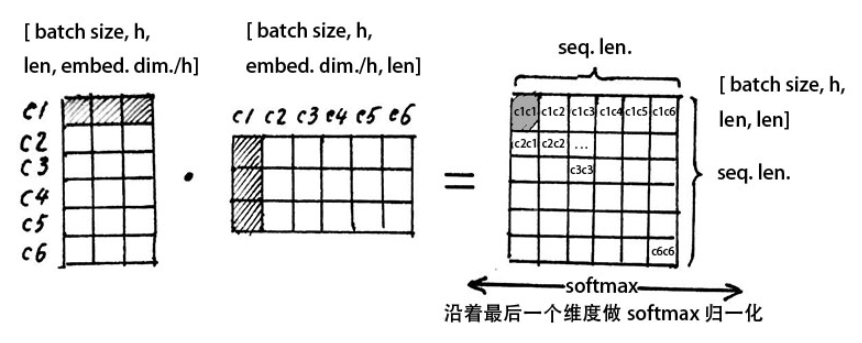 [ batch size, h,
len, embed. dim./h]
[ batch size, h,
embed. dim./h, len]
seq. len.
[ batch size, h,
len, len]
seq. len.
c1
c2
c3
c4
c5
c6
c1 c2 c3 c4 c5 c6
c1c1 c1c2 c1c3 c1c4 c1c5 c1c6
c2c1 c2c2 ...
c3c3
c6c6
softmax
沿着最后一个维度做 softmax 归一化